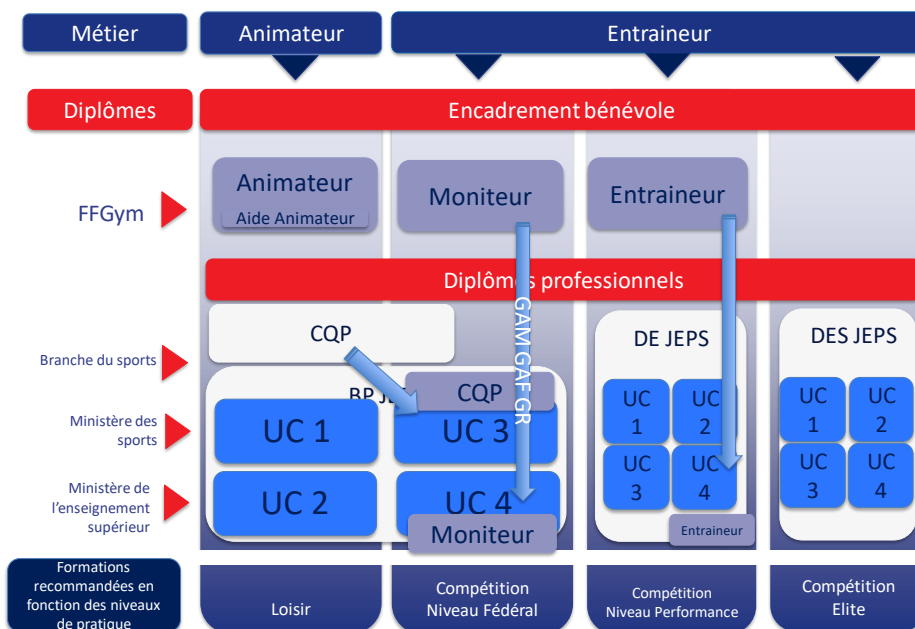 Métier
Animateur
Entraineur
Diplômes
Encadrement bénévole
FFGym
Animateur
Aide Animateur
Moniteur
Entraineur
Diplômes professionnels
GAM GAF GR
Branche du sports
CQP
BP JE
CQP
DE JEPS
DES JEPS
Ministère des
sports
UC 1
UC 3
UC
1
UC
2
UC
1
UC
2
Ministère de
l'enseignement
supérieur
UC 2
UC 4
Moniteur
UC
3
UC
4
Entraineur
UC
3
UC
4
Formations
recommandées en
fonction des niveaux
de pratique
Loisir
Compétition
Niveau Fédéral
Compétition
Niveau Performance
Compétition
Elite